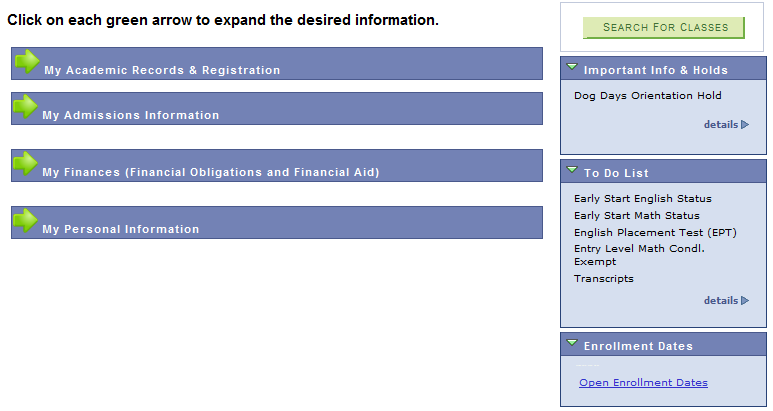 Click on each green arrow to expand the desired information.
My Academic Records & Registration
My Admissions Information
My Finances (Financial Obligations and Financial Aid)
My Personal Information
SEARCH FOR CLASSES
Important Info & Holds
Dog Days Orientation Hold
details
To Do List
Early Start English Status
Early Start Math Status
English Placement Test (EPT)
Entry Level Math Condl.
Exempt
Transcripts
details
Enrollment Dates
Open Enrollment Dates